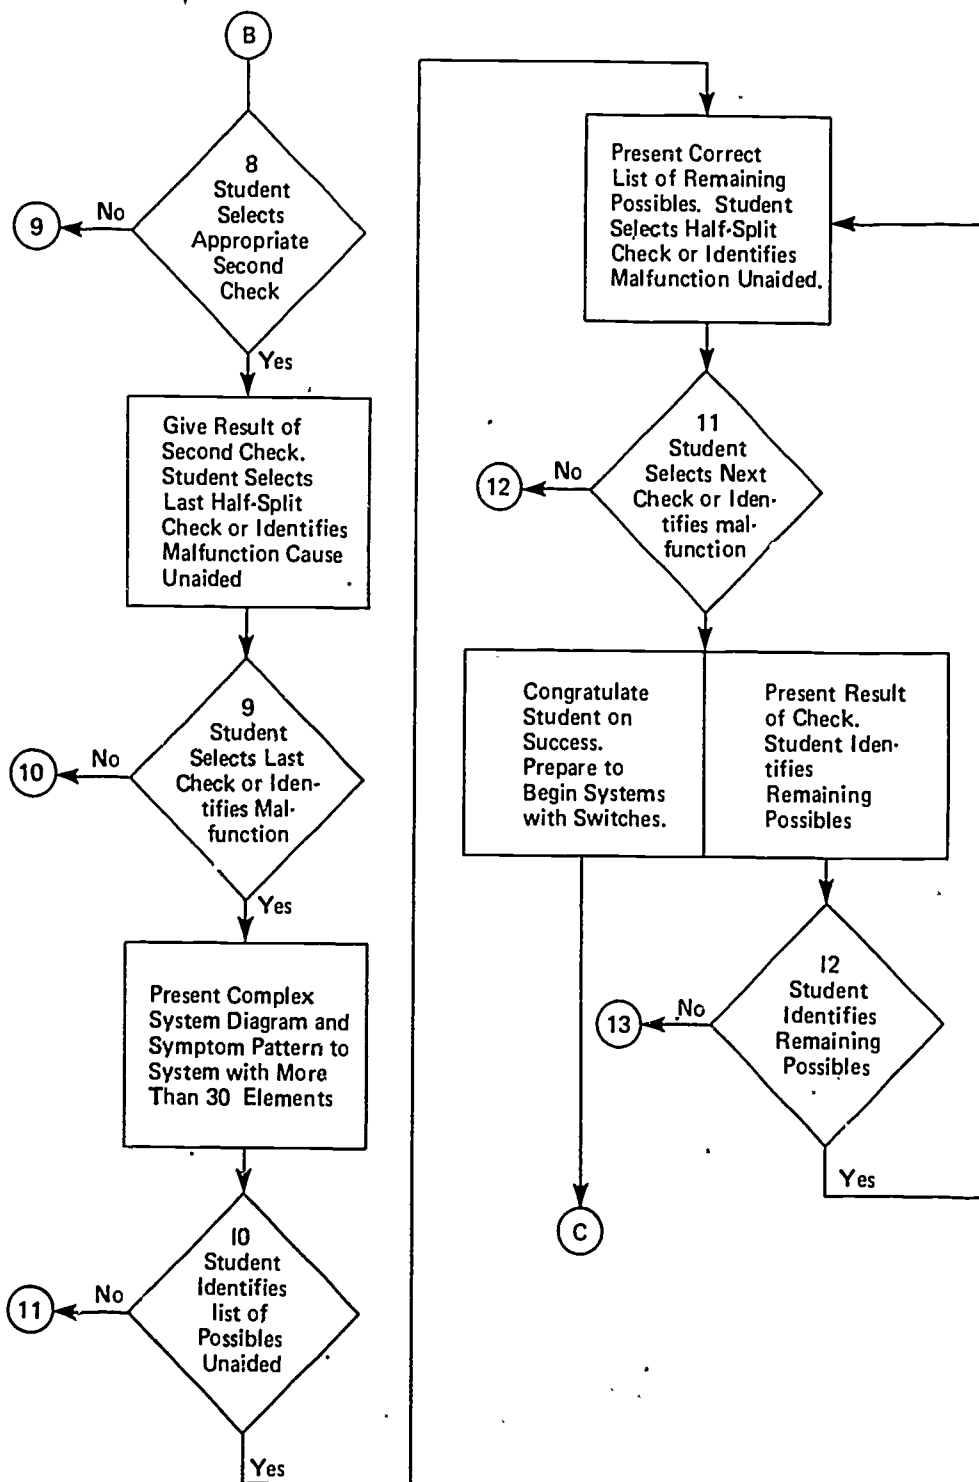 B
8
Student
Selects
Appropriate
Second
Check
No
9
Yes
Give Result of
Second Check.
Student Selects
Last Half-Split
Check or Identifies
Malfunction Cause
Unaided
9
Student
Selects Last
Check or Iden-
tifies Mal-
function
No
10
Yes
Present Complex
System Diagram and
Symptom Pattern to
System with More
Than 30 Elements
10
Student
Identifies
list of
Possibles
Unaided
No
11
Yes
Present Correct
List of Remaining
Possibles. Student
Selects Half-Split
Check or Identifies
Malfunction Unaided.
11
Student
Selects Next
Check or Iden-
tifies mal-
function
No
12
Congratulate
Student on
Success.
Prepare to
Begin Systems
with Switches.
Present Result
of Check.
Student Iden-
tifies
Remaining
Possibles
12
Student
Identifies
Remaining
Possibles
No
13
Yes
C